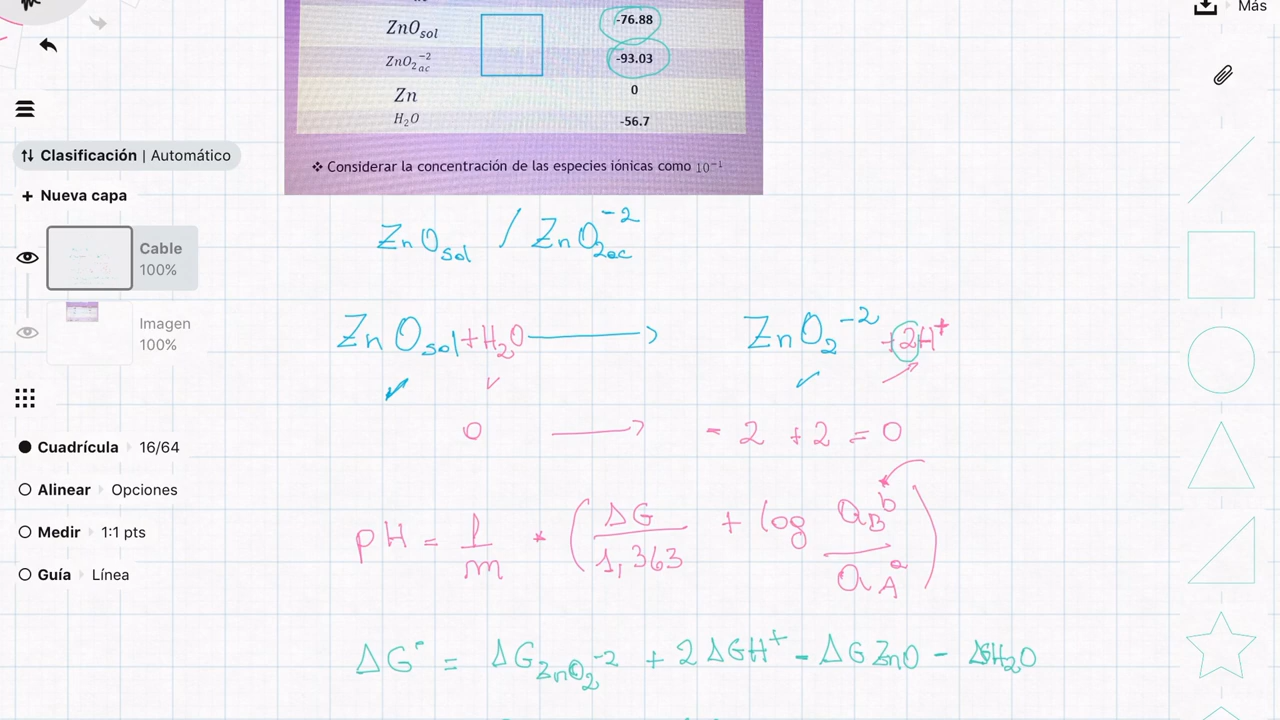 Más
ZnO_sol -76.88
ZnO_2^{-2}_ac -93.03
Zn 0
H_2O -56.7
❖ Considerar la concentración de las especies iónicas como 10^{-1}
Clasificación | Automático
+ Nueva capa
Cable
100%
Imagen
100%
Cuadrícula 16/64
Alinear Opciones
Medir 1:1 pts
Guía Línea
ZnO_sol / ZnO_2ac^{-2}
ZnO_sol + H_2O → ZnO_2^{-2} + 2H^+
0 → -2 + 2 = 0
pH = 1/m * (ΔG/1,363 + log a_B^b/a_A^a)
ΔG° = ΔG_ZnO_2^{-2} + 2ΔGH^+ - ΔGZnO - ΔGH_2O